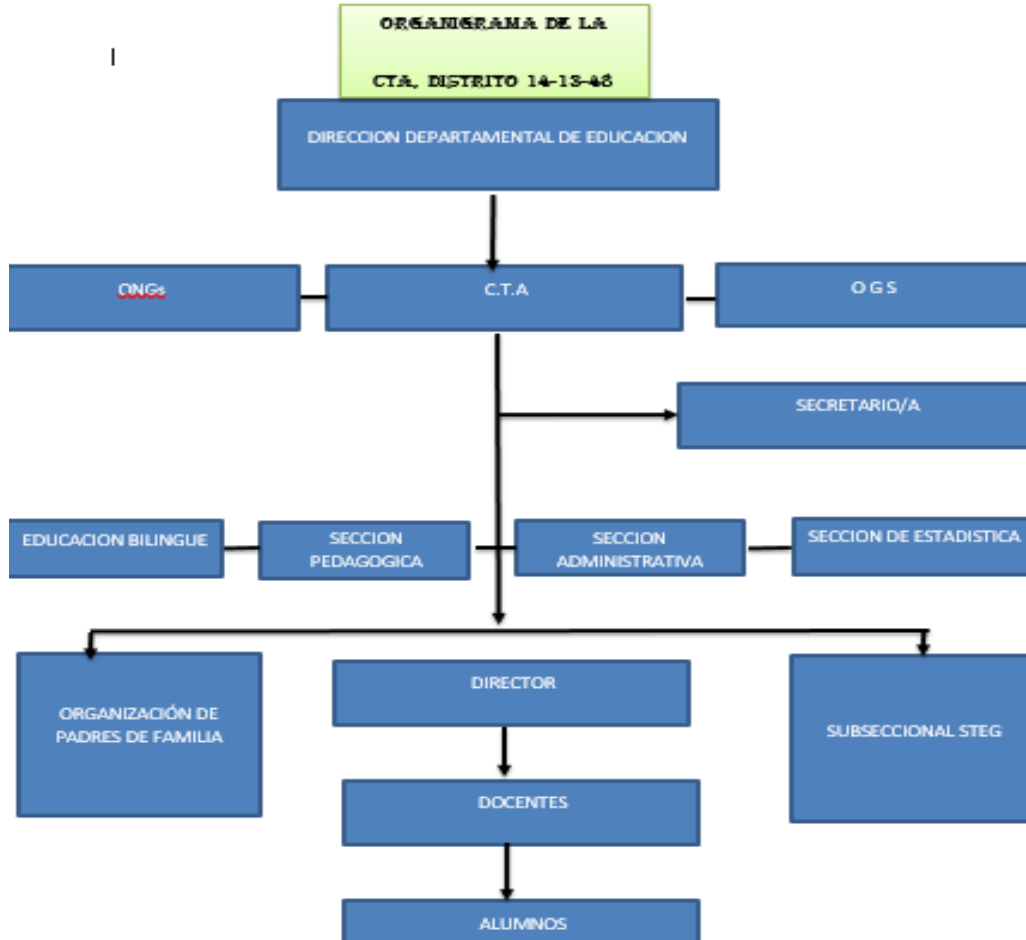 ORGANIGRAMA DE LA
CTA, DISTRITO 14-13-48
DIRECCION DEPARTAMENTAL DE EDUCACION
ONGs
C.T.A
O G S
SECRETARIO/A
EDUCACION BILINGUE
SECCION
PEDAGOGICA
SECCION
ADMINISTRATIVA
SECCION DE ESTADISTICA
ORGANIZACIÓN DE
PADRES DE FAMILIA
DIRECTOR
SUBSECCIONAL STEG
DOCENTES
ALUMNOS